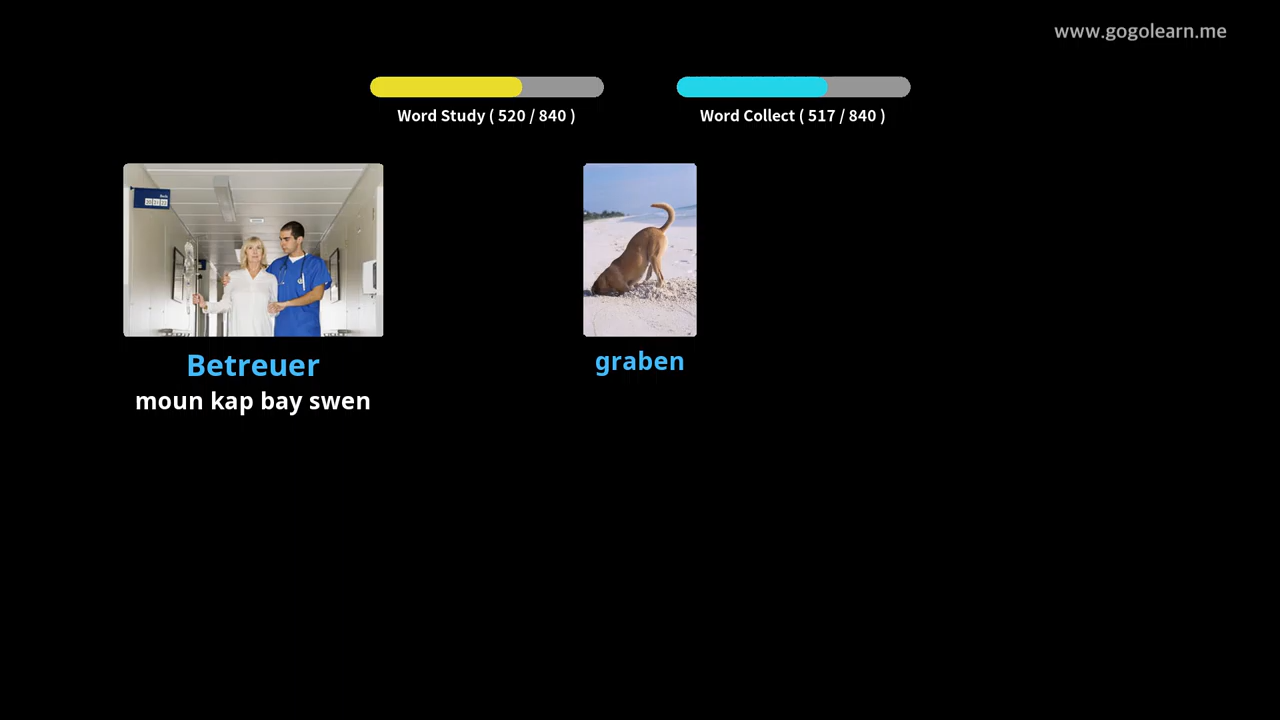 www.gogolearn.me
Word Study ( 520 / 840 )
Word Collect ( 517 / 840 )
Betreuer
moun kap bay swen
graben